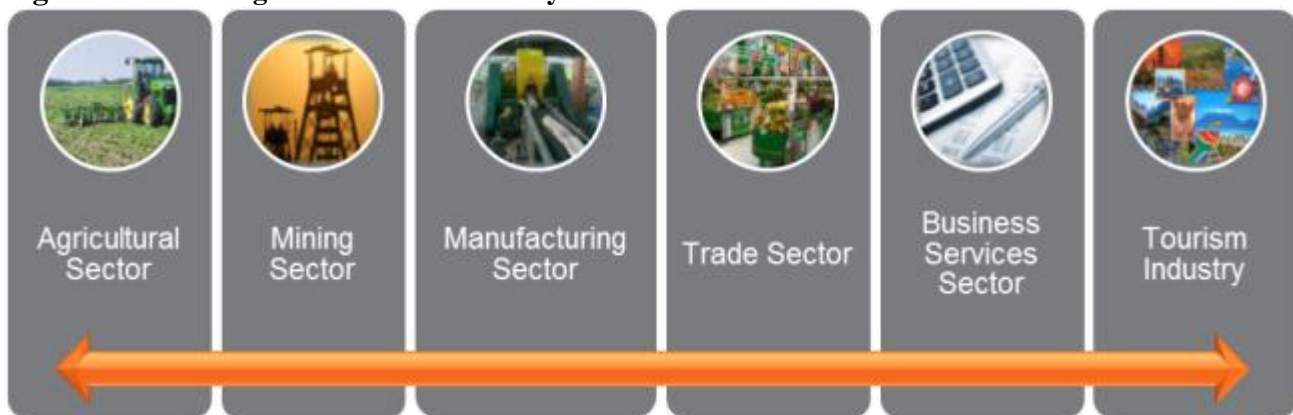 Agricultural
Sector
Mining
Sector
Manufacturing
Sector
Trade Sector
Business
Services
Sector
Tourism
Industry